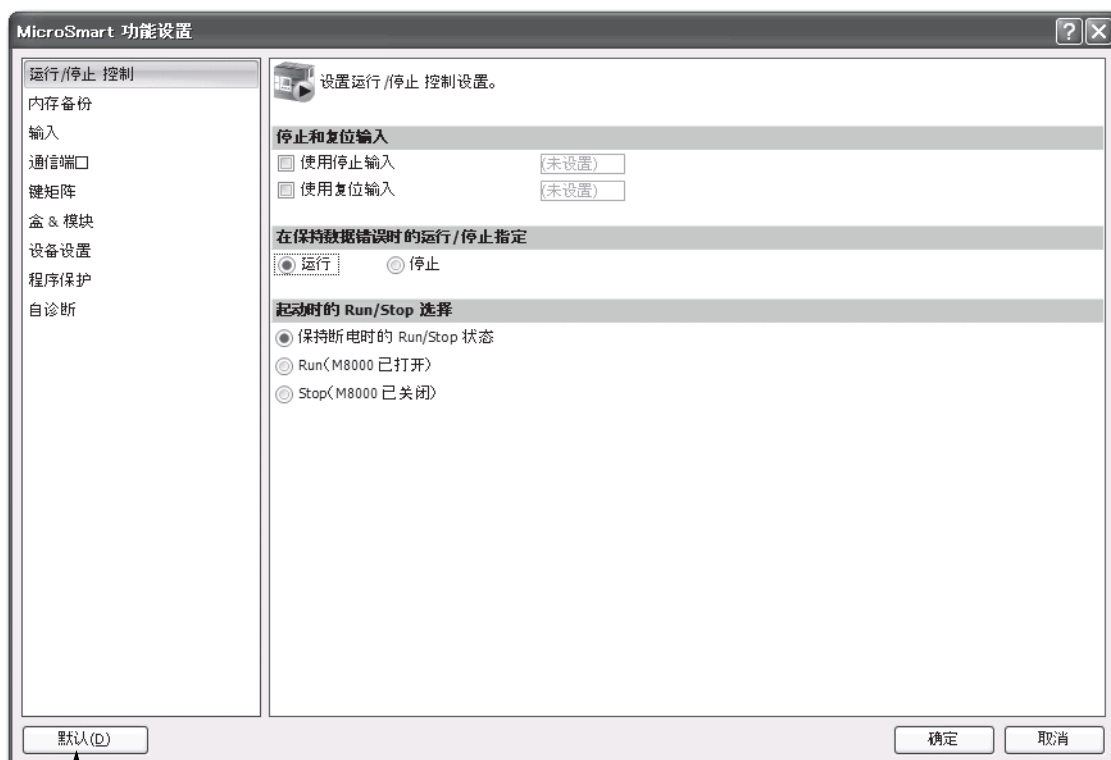 MicroSmart 功能设置
运行/停止 控制
内存备份
输入
通信端口
键矩阵
盒 & 模块
设备设置
程序保护
自诊断
设置运行/停止 控制设置。
停止和复位输入
使用停止输入 (未设置)
使用复位输入 (未设置)
在保持数据错误时的运行/停止指定
运行 停止
起动时的 Run/Stop 选择
保持断电时的 Run/Stop 状态
Run(M8000 已打开)
Stop(M8000 已关闭)
默认(D) 确定 取消